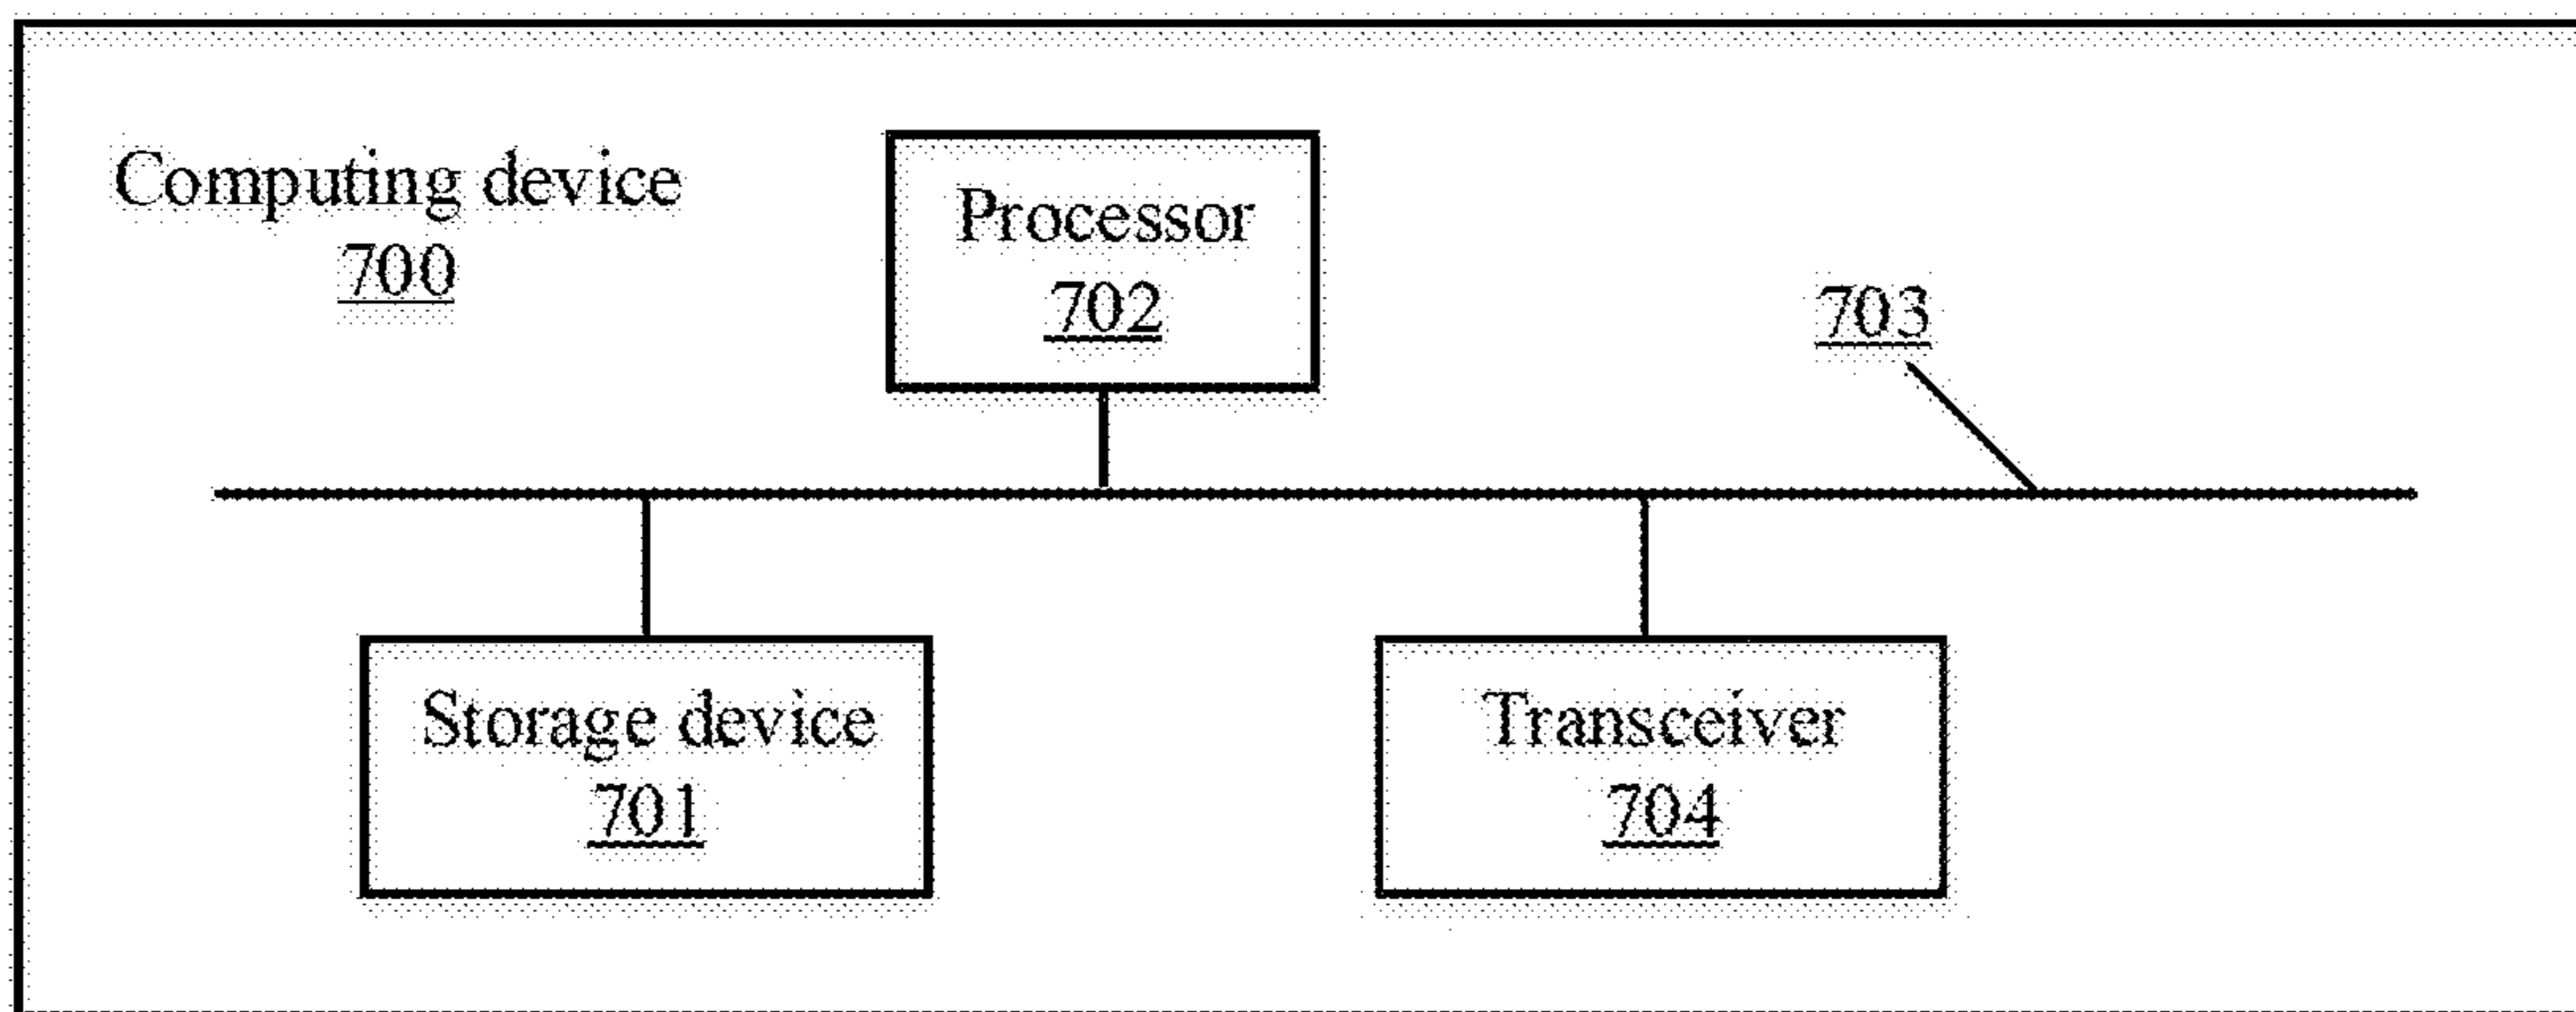 Computing device
700
Processor
702
703
Storage device
701
Transceiver
704